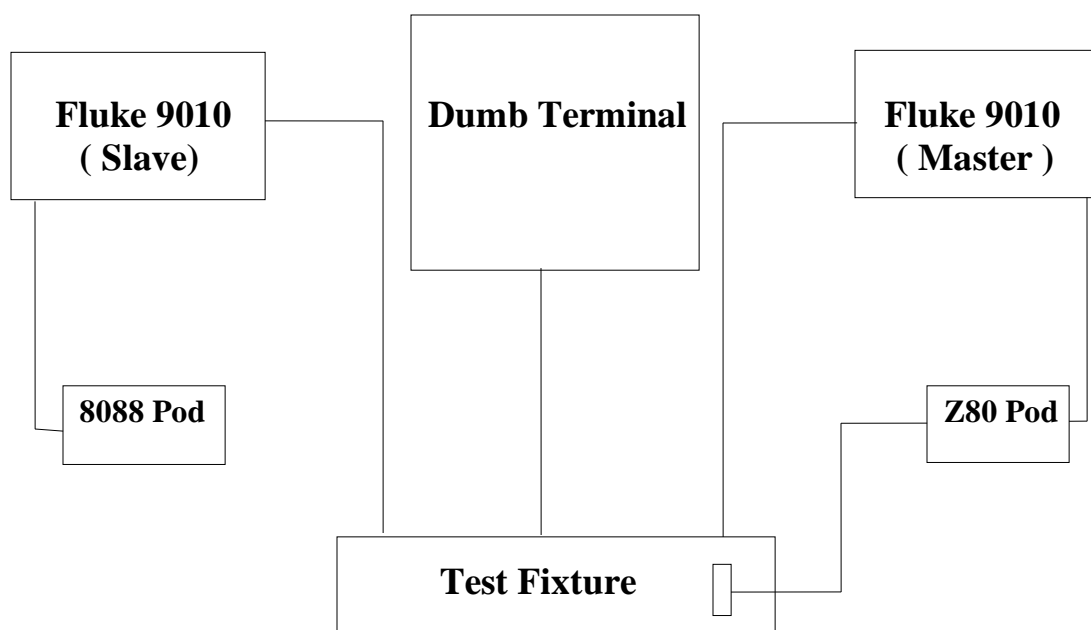 Fluke 9010
( Slave)
Dumb Terminal
Fluke 9010
( Master )
8088 Pod
Z80 Pod
Test Fixture